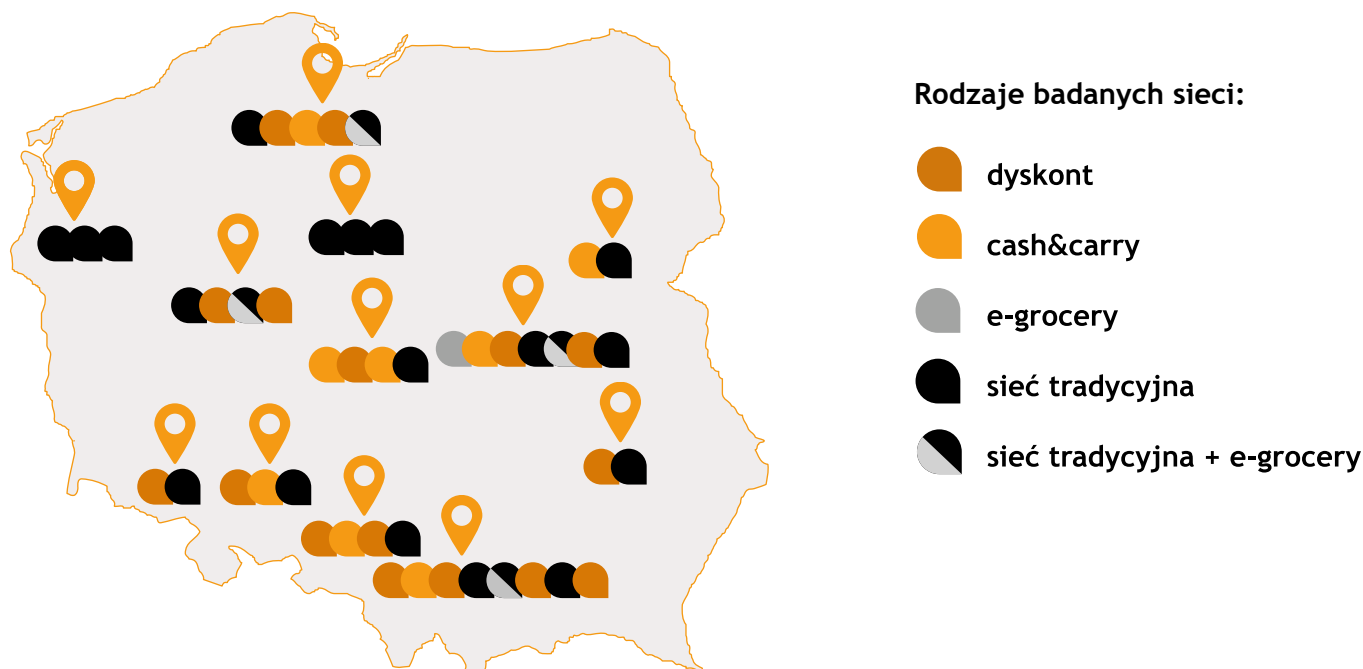 Rodzaje badanych sieci:
dyskont
cash&carry
e-grocery
sieć tradycyjna
sieć tradycyjna + e-grocery